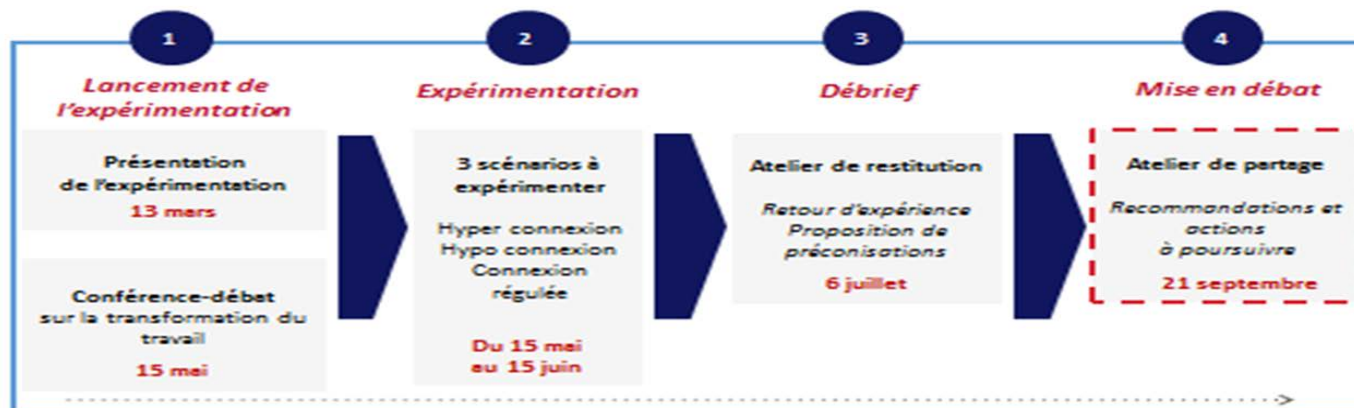 1
Lancement de
l'expérimentation
Présentation
de l'expérimentation
13 mars
Conférence-débat
sur la transformation du
travail
15 mai
2
Expérimentation
3 scénarios à
expérimenter
Hyper connexion
Hypo connexion
Connexion
régulée
Du 15 mai
au 15 juin
3
Débrief
Atelier de restitution
Retour d'expérience
Proposition de
préconisations
6 juillet
4
Mise en débat
Atelier de partage
Recommandations et
actions
à poursuivre
21 septembre